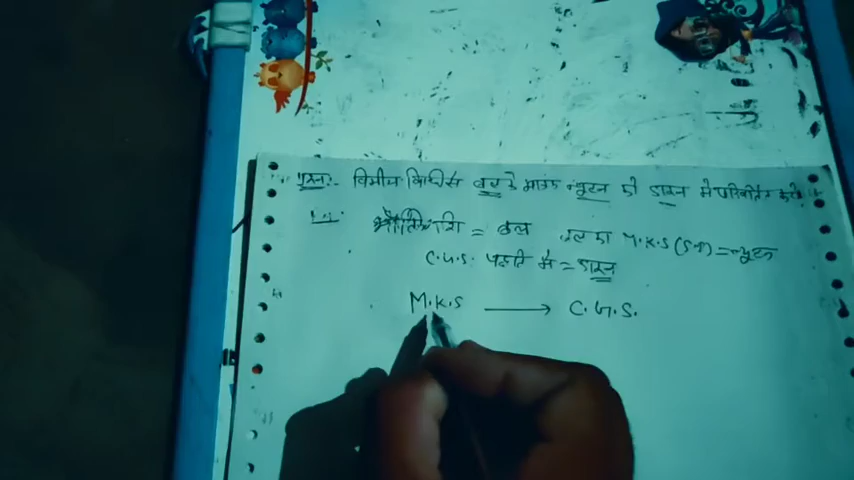 प्रश्न:- विमीय विधि से बल के मात्रक न्यूटन को डाइन में परिवर्तित करो।
भौतिक राशि = बल बल का M.K.S (S.I) = न्यूटन
C.G.S. पद्धति में = डाइन
M.K.S ⟶ C.G.S.